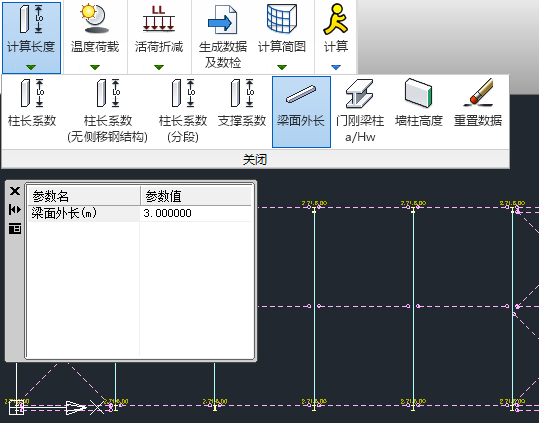 LL
计算长度 温度荷载 活荷折减 生成数据 计算简图 计算
及数检
柱长系数 柱长系数 柱长系数 支撑系数 梁面外长 门刚梁柱 墙柱高度 重置数据
(无侧移钢结构) (分段) a/Hw
关闭
参数名 参数值
梁面外长(m) 3.000000